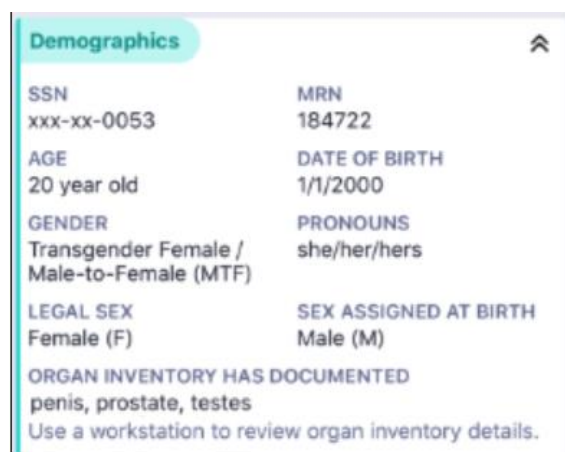 Demographics
SSN MRN
xxx-xx-0053 184722
AGE DATE OF BIRTH
20 year old 1/1/2000
GENDER PRONOUNS
Transgender Female / she/her/hers
Male-to-Female (MTF)
LEGAL SEX SEX ASSIGNED AT BIRTH
Female (F) Male (M)
ORGAN INVENTORY HAS DOCUMENTED
penis, prostate, testes
Use a workstation to review organ inventory details.